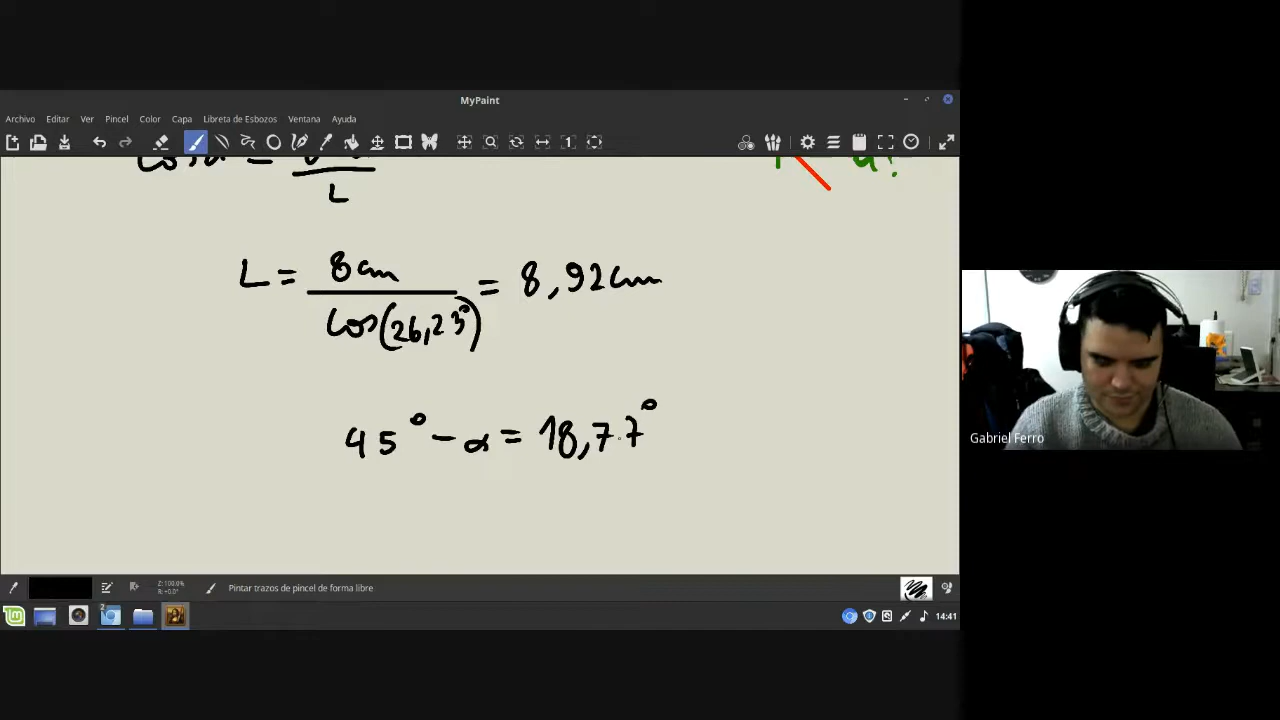 MyPaint
Archivo Editar Ver Pincel Color Capa Libreta de Esbozos Ventana Ayuda
cos α =
L
L = 8cm / cos(26,23°) = 8,92cm
45° - α = 18,77°
Gabriel Ferro
Pintar trazos de pincel de forma libre
14:41